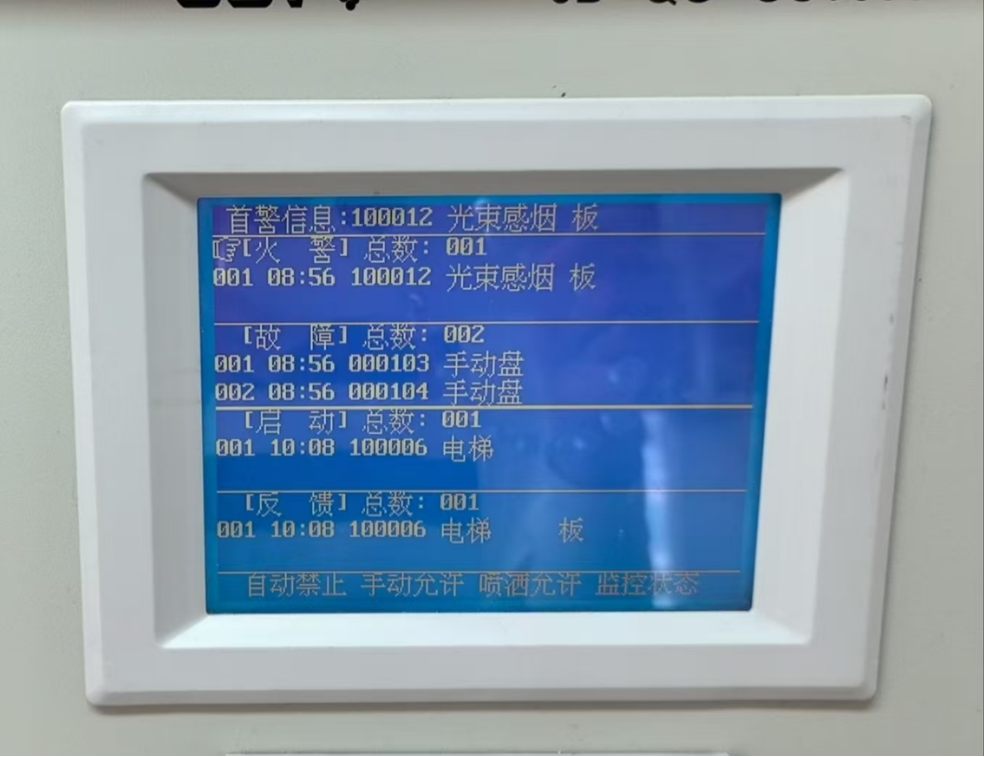 首警信息:100012 光束感烟 板
☞[火 警] 总数: 001
001 08:56 100012 光束感烟 板
[故 障] 总数: 002
001 08:56 000103 手动盘
002 08:56 000104 手动盘
[启 动] 总数: 001
001 10:08 100006 电梯
[反 馈] 总数: 001
001 10:08 100006 电梯 板
自动禁止 手动允许 喷洒允许 监控状态